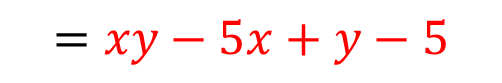 = xy − 5x + y − 5